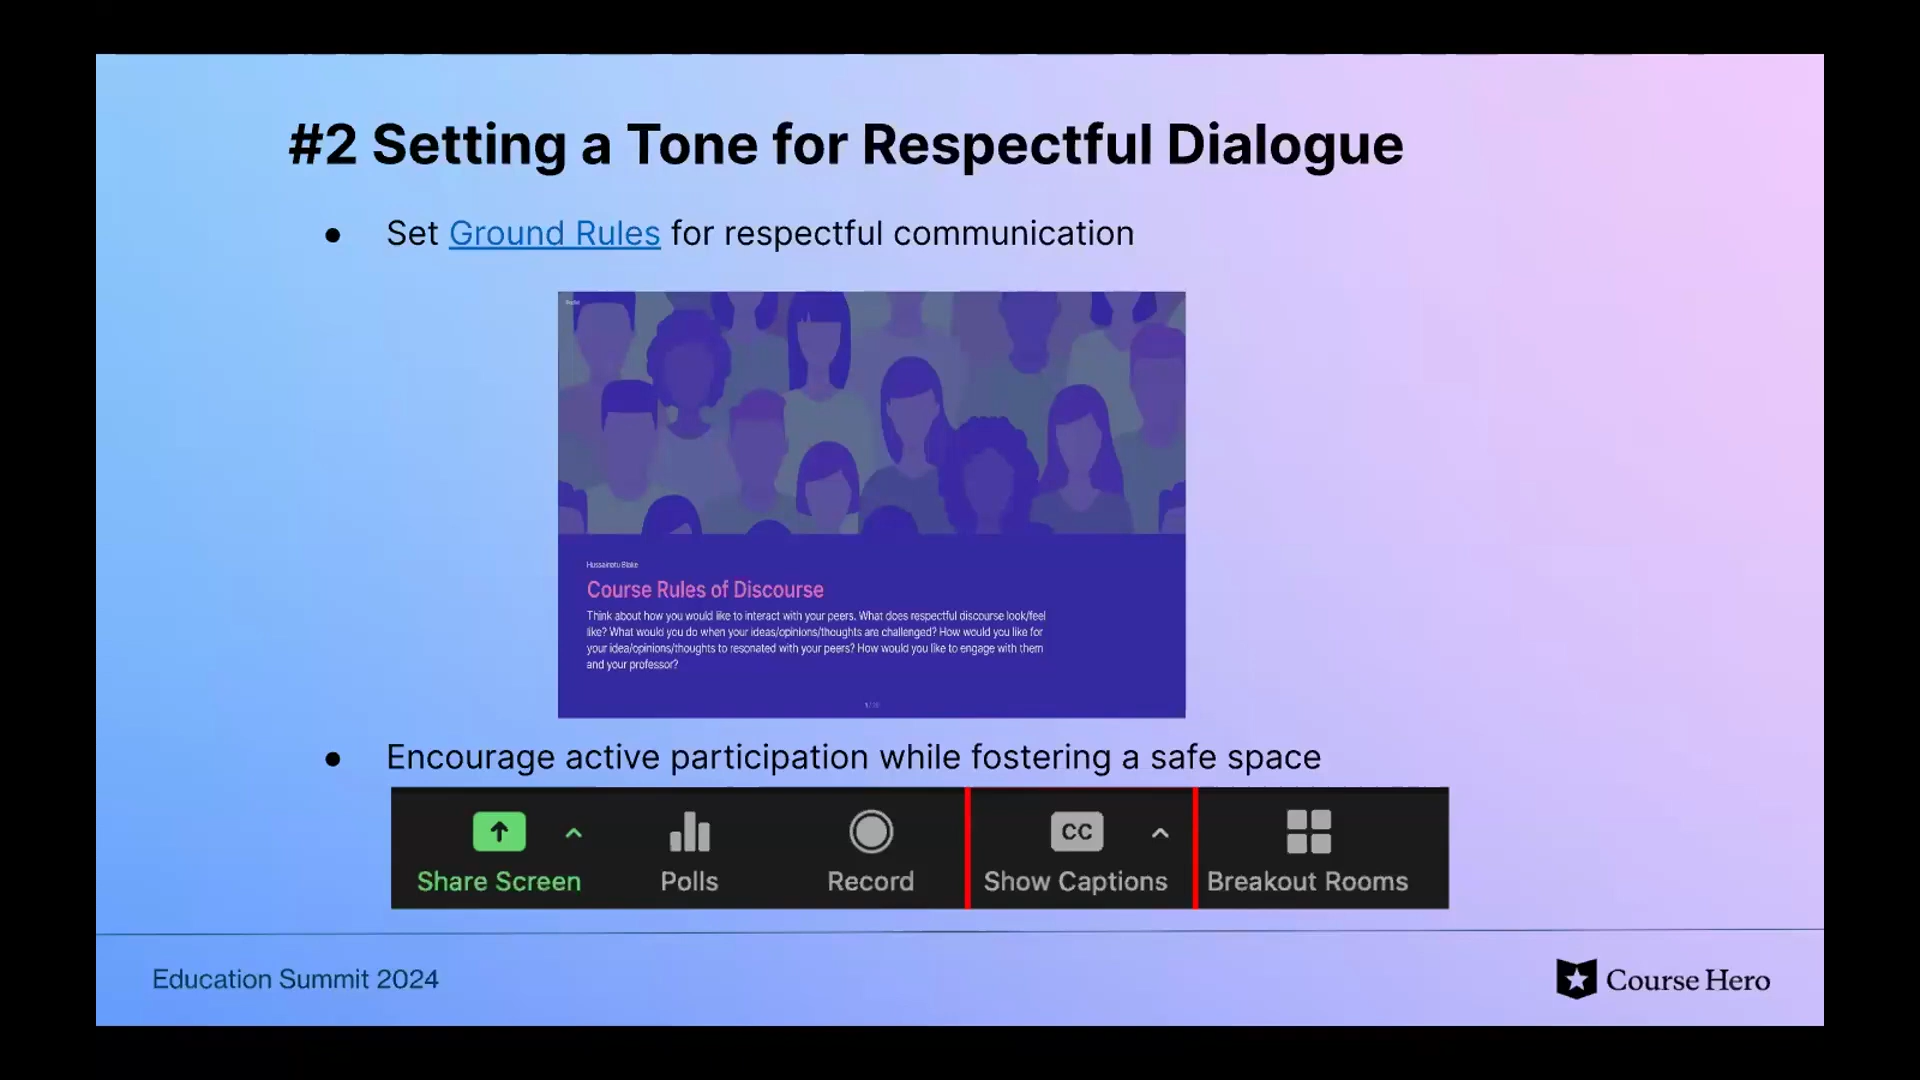 #2 Setting a Tone for Respectful Dialogue
● Set Ground Rules for respectful communication
Padlet
Hussainatu Blake
Course Rules of Discourse
Think about how you would like to interact with your peers. What does respectful discourse look/feel
like? What would you do when your ideas/opinions/thoughts are challenged? How would you like for
your idea/opinions/thoughts to resonated with your peers? How would you like to engage with them
and your professor?
● Encourage active participation while fostering a safe space
CC
Share Screen Polls Record Show Captions Breakout Rooms
Education Summit 2024
Course Hero